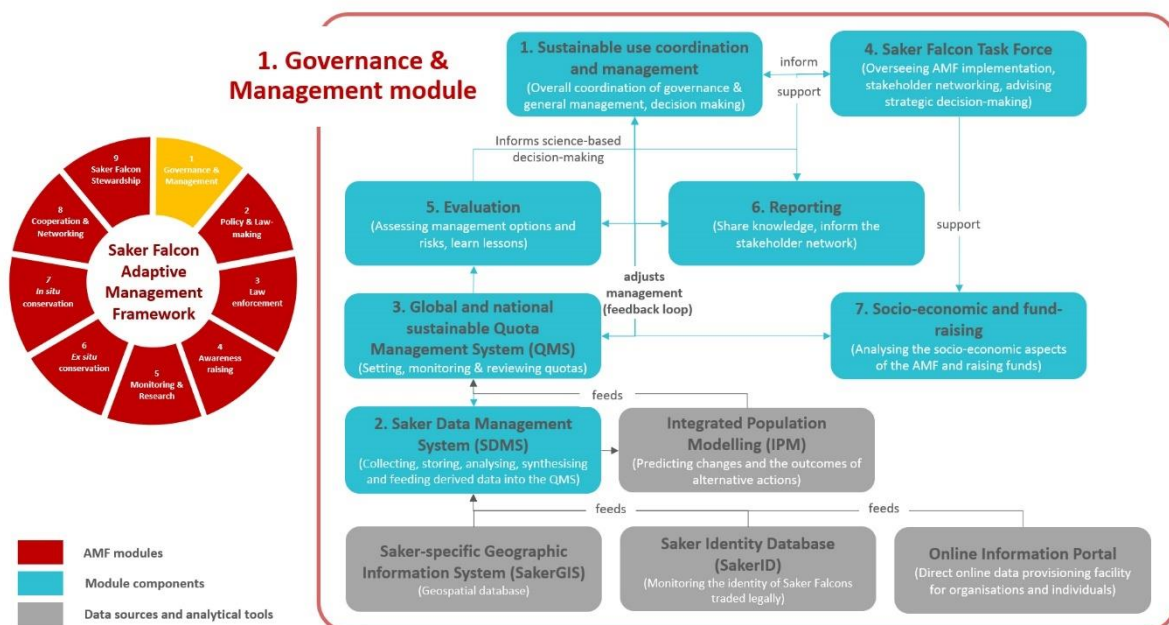 1. Governance &
Management module
1. Sustainable use coordination
and management
(Overall coordination of governance &
general management, decision making)
inform
support
4. Saker Falcon Task Force
(Overseeing AMF implementation,
stakeholder networking, advising
strategic decision-making)
Informs science-based
decision-making
5. Evaluation
(Assessing management options and
risks, learn lessons)
6. Reporting
(Share knowledge, inform the
stakeholder network)
support
adjusts
management
(feedback loop)
3. Global and national
sustainable Quota
Management System (QMS)
(Setting, monitoring & reviewing quotas)
7. Socio-economic and fund-
raising
(Analysing the socio-economic aspects
of the AMF and raising funds)
feeds
2. Saker Data Management
System (SDMS)
(Collecting, storing, analysing, synthesising
and feeding derived data into the QMS)
Integrated Population
Modelling (IPM)
(Predicting changes and the outcomes of
alternative actions)
feeds
feeds
Saker-specific Geographic
Information System (SakerGIS)
(Geospatial database)
Saker Identity Database
(SakerID)
(Monitoring the identity of Saker Falcons
traded legally)
Online Information Portal
(Direct online data provisioning facility
for organisations and individuals)
Saker Falcon
Adaptive
Management
Framework
1
Governance &
Management
2
Policy & Law-
making
3
Law
enforcement
4
Awareness
raising
5
Monitoring &
Research
6
Ex situ
conservation
7
In situ
conservation
8
Cooperation &
Networking
9
Saker Falcon
Stewardship
AMF modules
Module components
Data sources and analytical tools